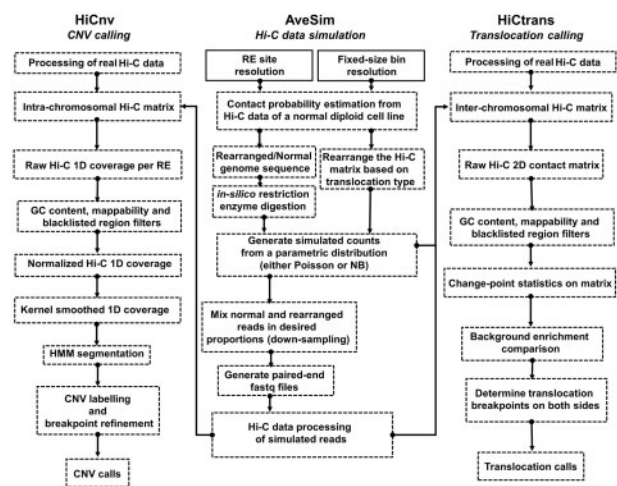 HiCnv
CNV calling
Processing of real Hi-C data
Intra-chromosomal Hi-C matrix
Raw Hi-C 1D coverage per RE
GC content, mappability and
blacklisted region filters
Normalized Hi-C 1D coverage
Kernel smoothed 1D coverage
HMM segmentation
CNV labelling
and
breakpoint refinement
CNV calls
AveSim
Hi-C data simulation
RE site
resolution
Fixed-size bin
resolution
Contact probability estimation from
Hi-C data of a normal diploid cell line
Rearranged/Normal
genome sequence
in-silico restriction
enzyme digestion
Rearrange the Hi-C
matrix based on
translocation type
Generate simulated counts
from a parametric distribution
(either Poisson or NB)
Mix normal and rearranged
reads in desired
proportions (down-sampling)
Generate paired-end
fastq files
Hi-C data processing
of simulated reads
HiCtrans
Translocation calling
Processing of real Hi-C data
Inter-chromosomal Hi-C matrix
Raw Hi-C 2D contact matrix
GC content, mappability and
blacklisted region filters
Change-point statistics on matrix
Background enrichment
comparison
Determine translocation
breakpoints on both sides
Translocation calls